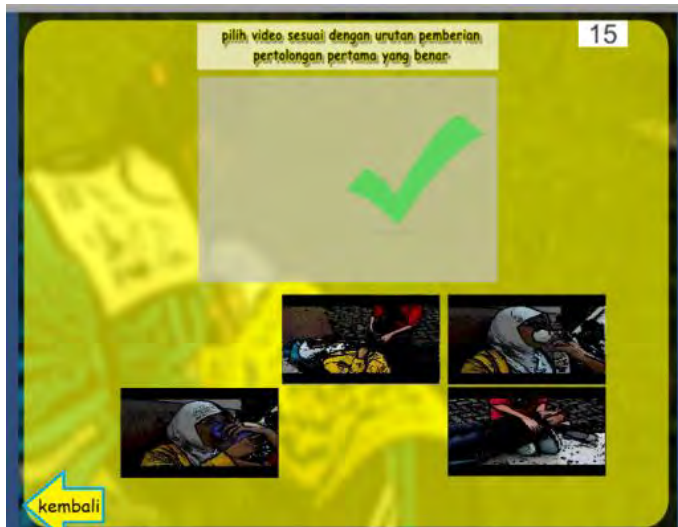 pilih video sesuai dengan urutan pemberian
pertolongan pertama yang benar.
15
kembali